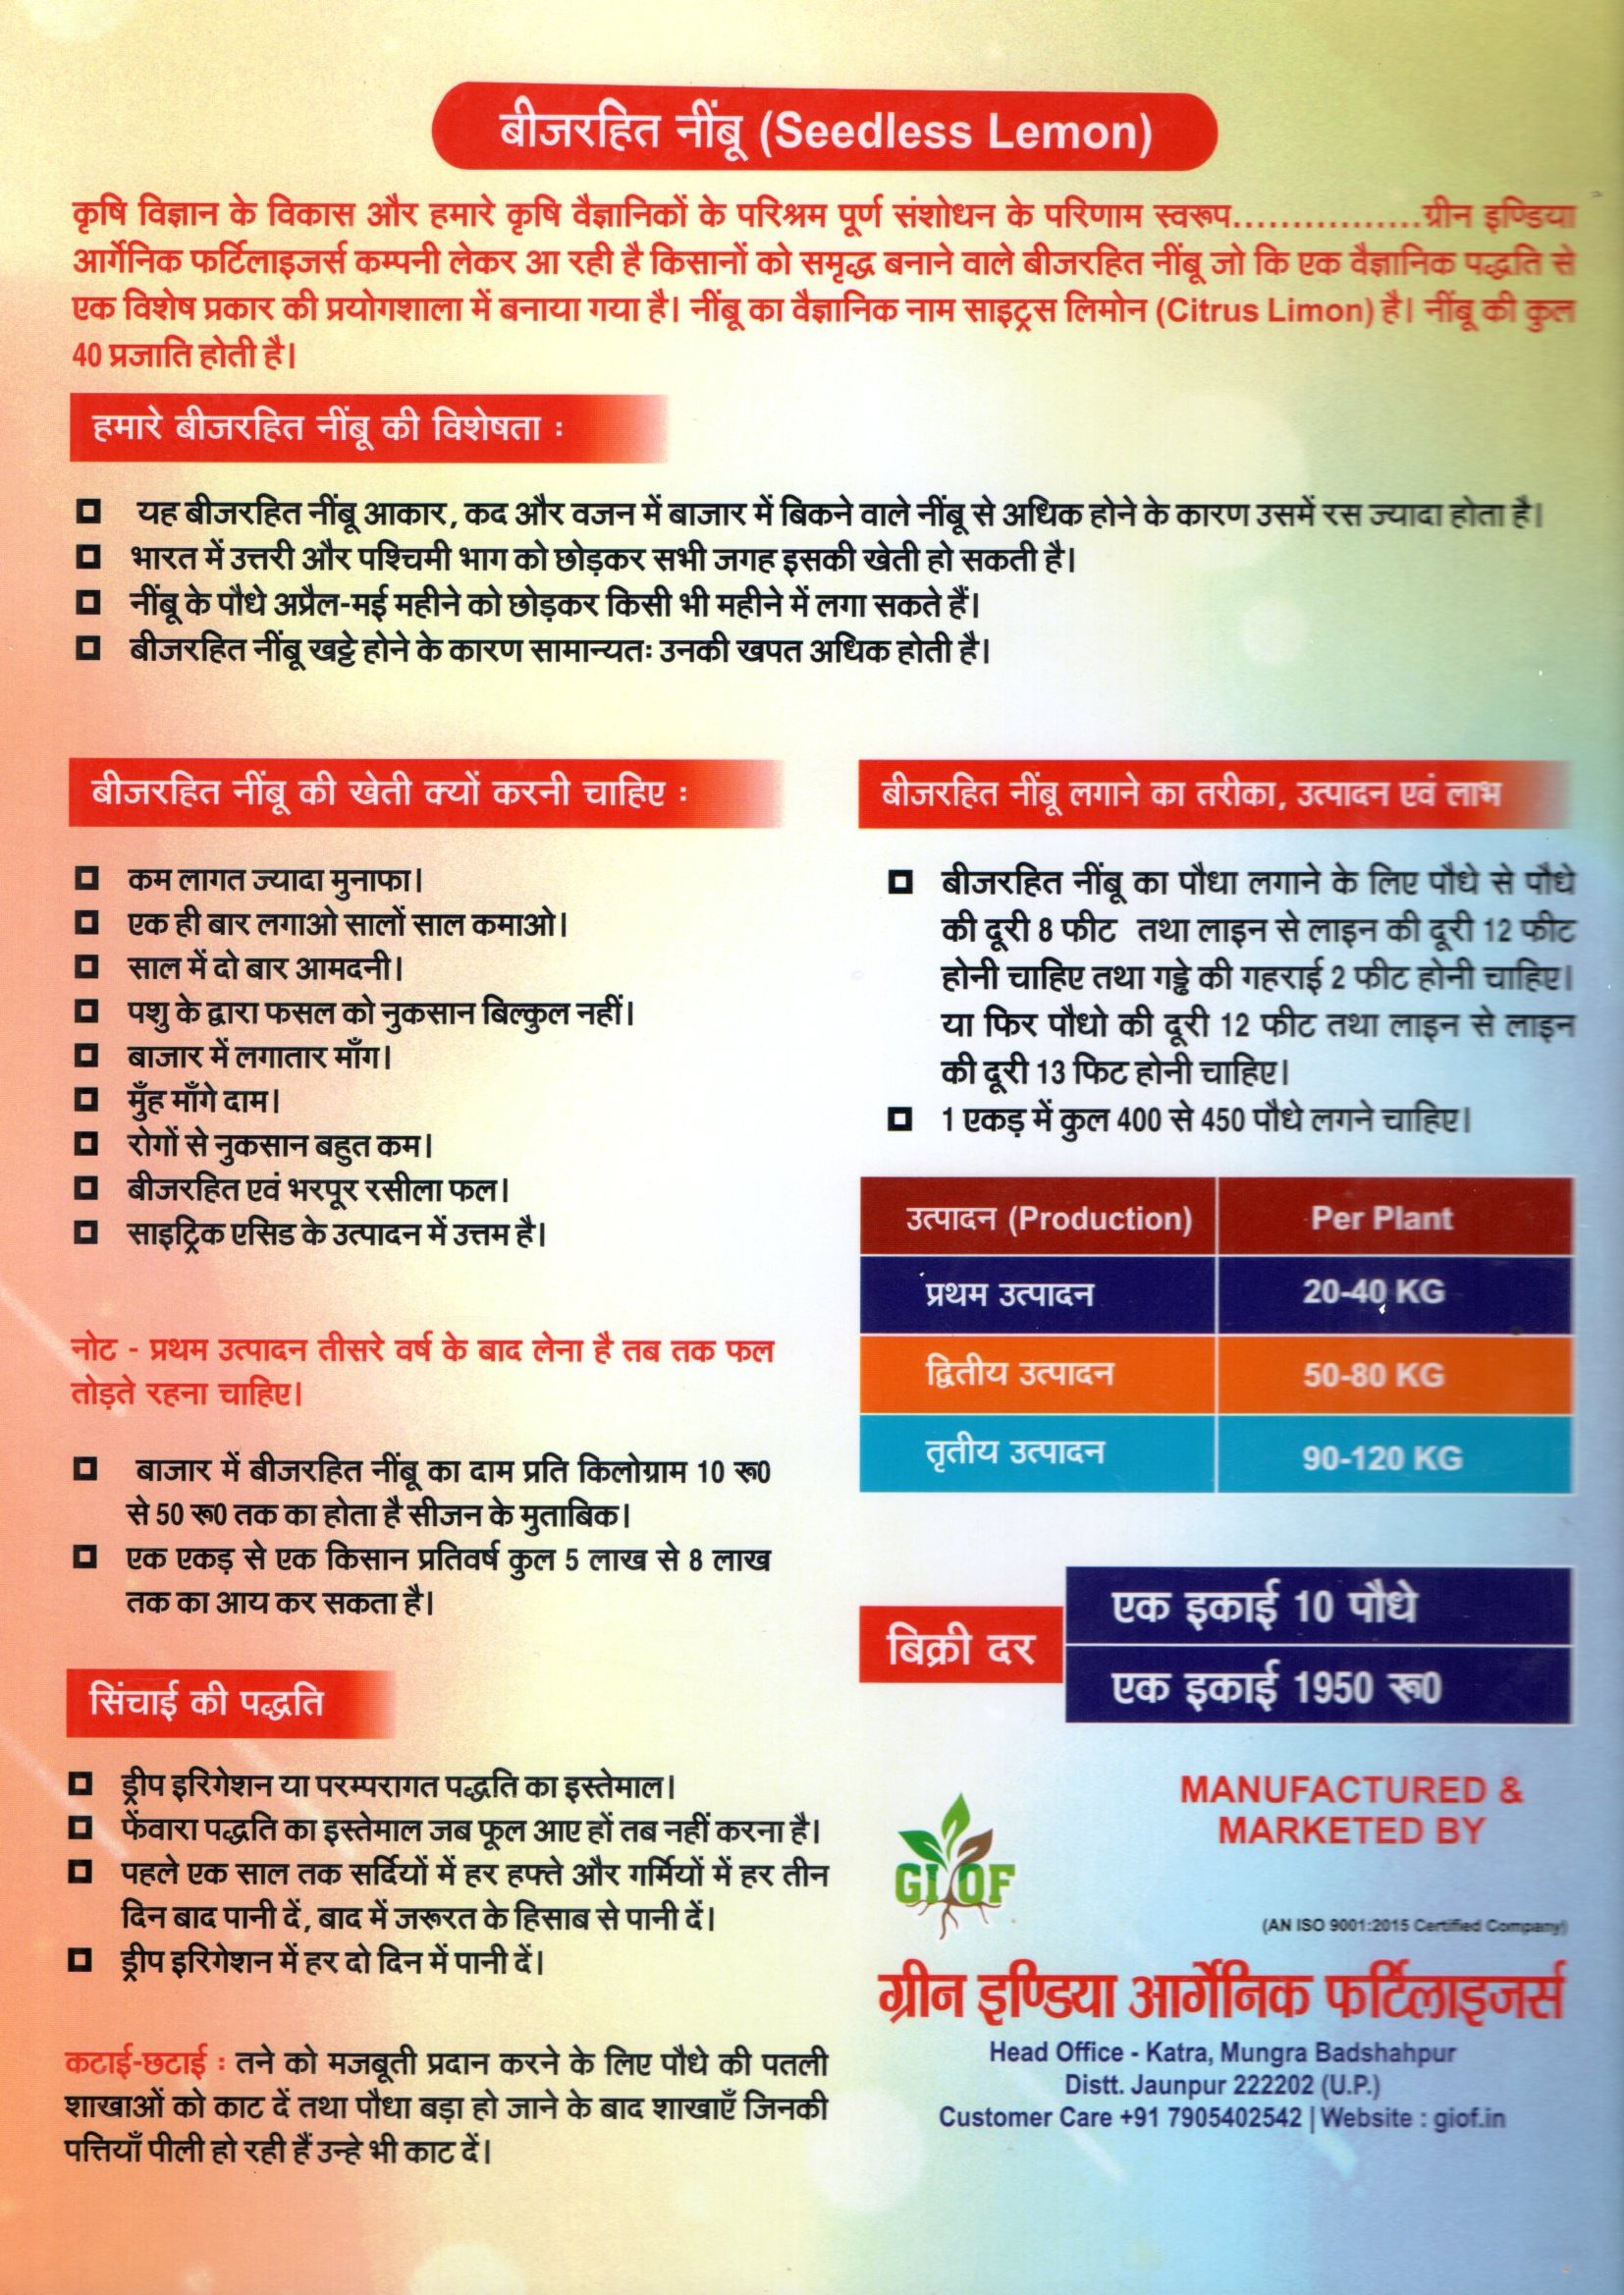 बीजरहित नींबू (Seedless Lemon)
कृषि विज्ञान के विकास और हमारे कृषि वैज्ञानिकों के परिश्रम पूर्ण संशोधन के परिणाम स्वरूप................ग्रीन इण्डिया
आर्गेनिक फर्टिलाइजर्स कम्पनी लेकर आ रही है किसानों को समृद्ध बनाने वाले बीजरहित नींबू जो कि एक वैज्ञानिक पद्धति से
एक विशेष प्रकार की प्रयोगशाला में बनाया गया है। नींबू का वैज्ञानिक नाम साइट्रस लिमोन (Citrus Limon) है। नींबू की कुल
40 प्रजाति होती है।
हमारे बीजरहित नींबू की विशेषता :
यह बीजरहित नींबू आकार, कद और वजन में बाजार में बिकने वाले नींबू से अधिक होने के कारण उसमें रस ज्यादा होता है।
भारत में उत्तरी और पश्चिमी भाग को छोड़कर सभी जगह इसकी खेती हो सकती है।
नींबू के पौधे अप्रैल-मई महीने को छोड़कर किसी भी महीने में लगा सकते हैं।
बीजरहित नींबू खट्टे होने के कारण सामान्यतः उनकी खपत अधिक होती है।
बीजरहित नींबू की खेती क्यों करनी चाहिए :
कम लागत ज्यादा मुनाफा।
एक ही बार लगाओ सालों साल कमाओ।
साल में दो बार आमदनी।
पशु के द्वारा फसल को नुकसान बिल्कुल नहीं।
बाजार में लगातार माँग।
मुँह माँगे दाम।
रोगों से नुकसान बहुत कम।
बीजरहित एवं भरपूर रसीला फल।
साइट्रिक एसिड के उत्पादन में उत्तम है।
नोट - प्रथम उत्पादन तीसरे वर्ष के बाद लेना है तब तक फल
तोड़ते रहना चाहिए।
बाजार में बीजरहित नींबू का दाम प्रति किलोग्राम 10 रू0
से 50 रू0 तक का होता है सीजन के मुताबिक।
एक एकड़ से एक किसान प्रतिवर्ष कुल 5 लाख से 8 लाख
तक का आय कर सकता है।
सिंचाई की पद्धति
ड्रीप इरिगेशन या परम्परागत पद्धति का इस्तेमाल।
फेंवारा पद्धति का इस्तेमाल जब फूल आए हों तब नहीं करना है।
पहले एक साल तक सर्दियों में हर हफ्ते और गर्मियों में हर तीन
दिन बाद पानी दें, बाद में जरूरत के हिसाब से पानी दें।
ड्रीप इरिगेशन में हर दो दिन में पानी दें।
कटाई-छटाई : तने को मजबूती प्रदान करने के लिए पौधे की पतली
शाखाओं को काट दें तथा पौधा बड़ा हो जाने के बाद शाखाएँ जिनकी
पत्तियाँ पीली हो रही हैं उन्हे भी काट दें।
बीजरहित नींबू लगाने का तरीका, उत्पादन एवं लाभ
बीजरहित नींबू का पौधा लगाने के लिए पौधे से पौधे
की दूरी 8 फीट तथा लाइन से लाइन की दूरी 12 फीट
होनी चाहिए तथा गड्ढे की गहराई 2 फीट होनी चाहिए।
या फिर पौधो की दूरी 12 फीट तथा लाइन से लाइन
की दूरी 13 फिट होनी चाहिए।
1 एकड़ में कुल 400 से 450 पौधे लगने चाहिए।
उत्पादन (Production) Per Plant
प्रथम उत्पादन 20-40 KG
द्वितीय उत्पादन 50-80 KG
तृतीय उत्पादन 90-120 KG
बिक्री दर
एक इकाई 10 पौधे
एक इकाई 1950 रू0
MANUFACTURED &
MARKETED BY
GIOF
(AN ISO 9001:2015 Certified Company)
ग्रीन इण्डिया आर्गेनिक फर्टिलाइजर्स
Head Office - Katra, Mungra Badshahpur
Distt. Jaunpur 222202 (U.P.)
Customer Care +91 7905402542 | Website : giof.in